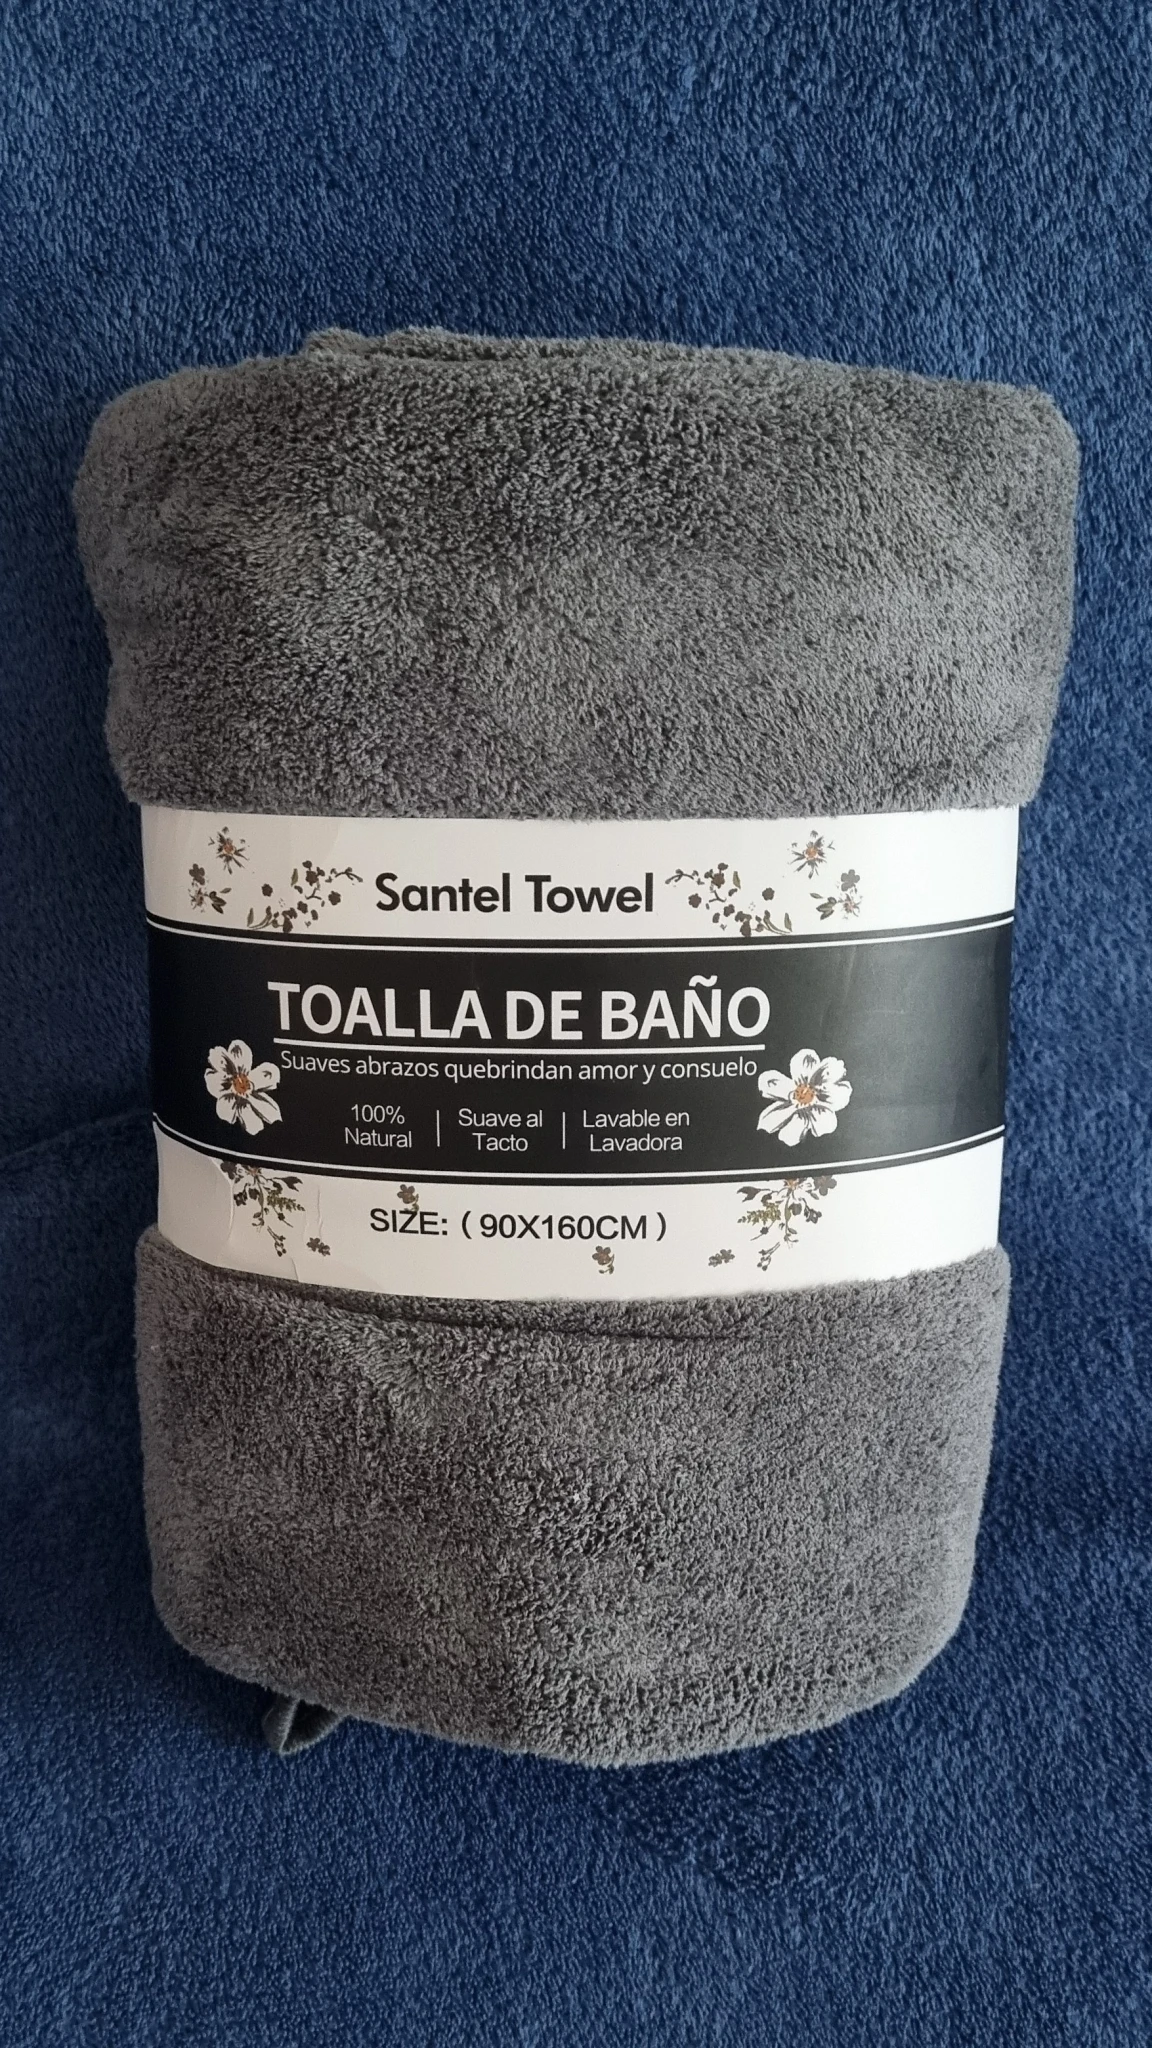 Santel Towel
TOALLA DE BAÑO
Suaves abrazos quebrindan amor y consuelo
100% Natural | Suave al Tacto | Lavable en Lavadora
SIZE: ( 90X160CM )